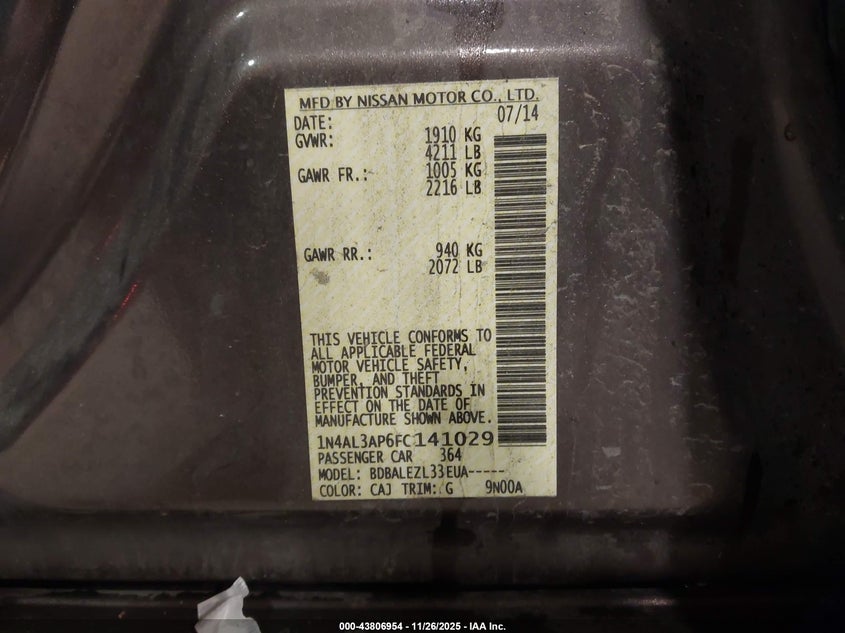 MFD BY NISSAN MOTOR CO., LTD.
DATE: 07/14
GVWR: 1910 KG
4211 LB
GAWR FR.: 1005 KG
2216 LB
GAWR RR.: 940 KG
2072 LB
THIS VEHICLE CONFORMS TO
ALL APPLICABLE FEDERAL
MOTOR VEHICLE SAFETY,
BUMPER, AND THEFT
PREVENTION STANDARDS IN
EFFECT ON THE DATE OF
MANUFACTURE SHOWN ABOVE.
1N4AL3AP6FC141029
PASSENGER CAR 364
MODEL: BDBALEZL33EUA-----
COLOR: CAJ TRIM: G 9N00A
000-43806954 - 11/26/2025 - IAA Inc.